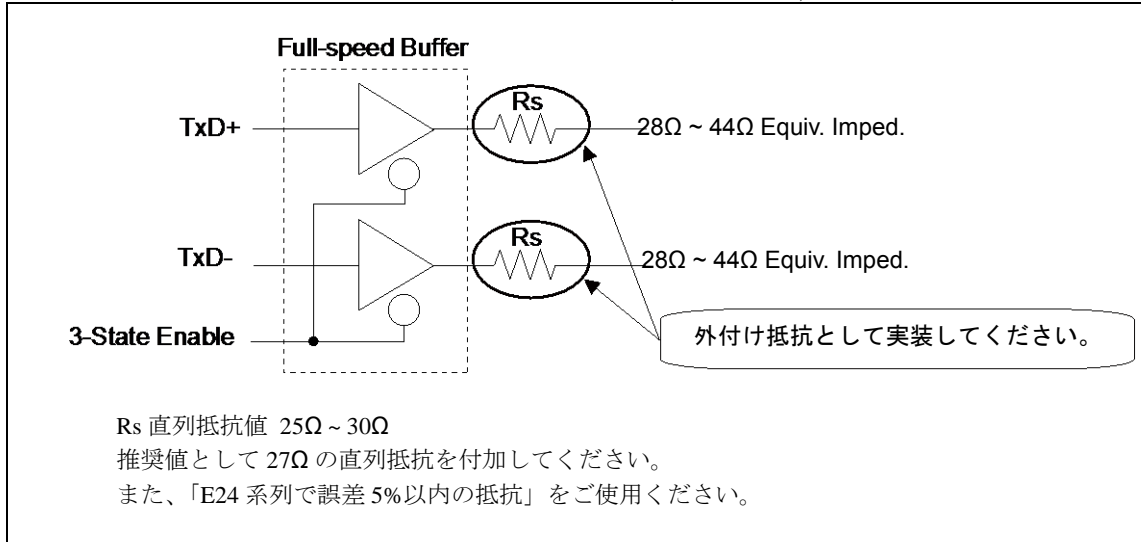 Full-speed Buffer
Rs
TxD+
28Ω ~ 44Ω Equiv. Imped.
Rs
TxD-
28Ω ~ 44Ω Equiv. Imped.
3-State Enable
外付け抵抗として実装してください。
Rs 直列抵抗値 25Ω ~ 30Ω
推奨値として 27Ω の直列抵抗を付加してください。
また、「E24 系列で誤差 5%以内の抵抗」をご使用ください。